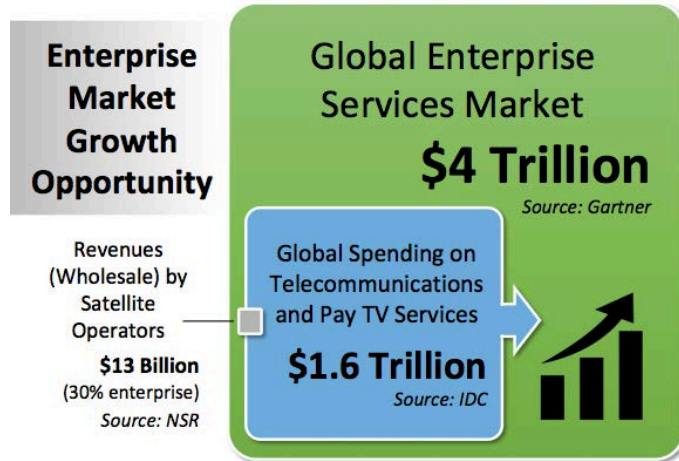 Enterprise
Market
Growth
Opportunity
Global Enterprise
Services Market
$4 Trillion
Source: Gartner
Revenues
(Wholesale) by
Satellite
Operators
$13 Billion
(30% enterprise)
Source: NSR
Global Spending on
Telecommunications
and Pay TV Services
$1.6 Trillion
Source: IDC